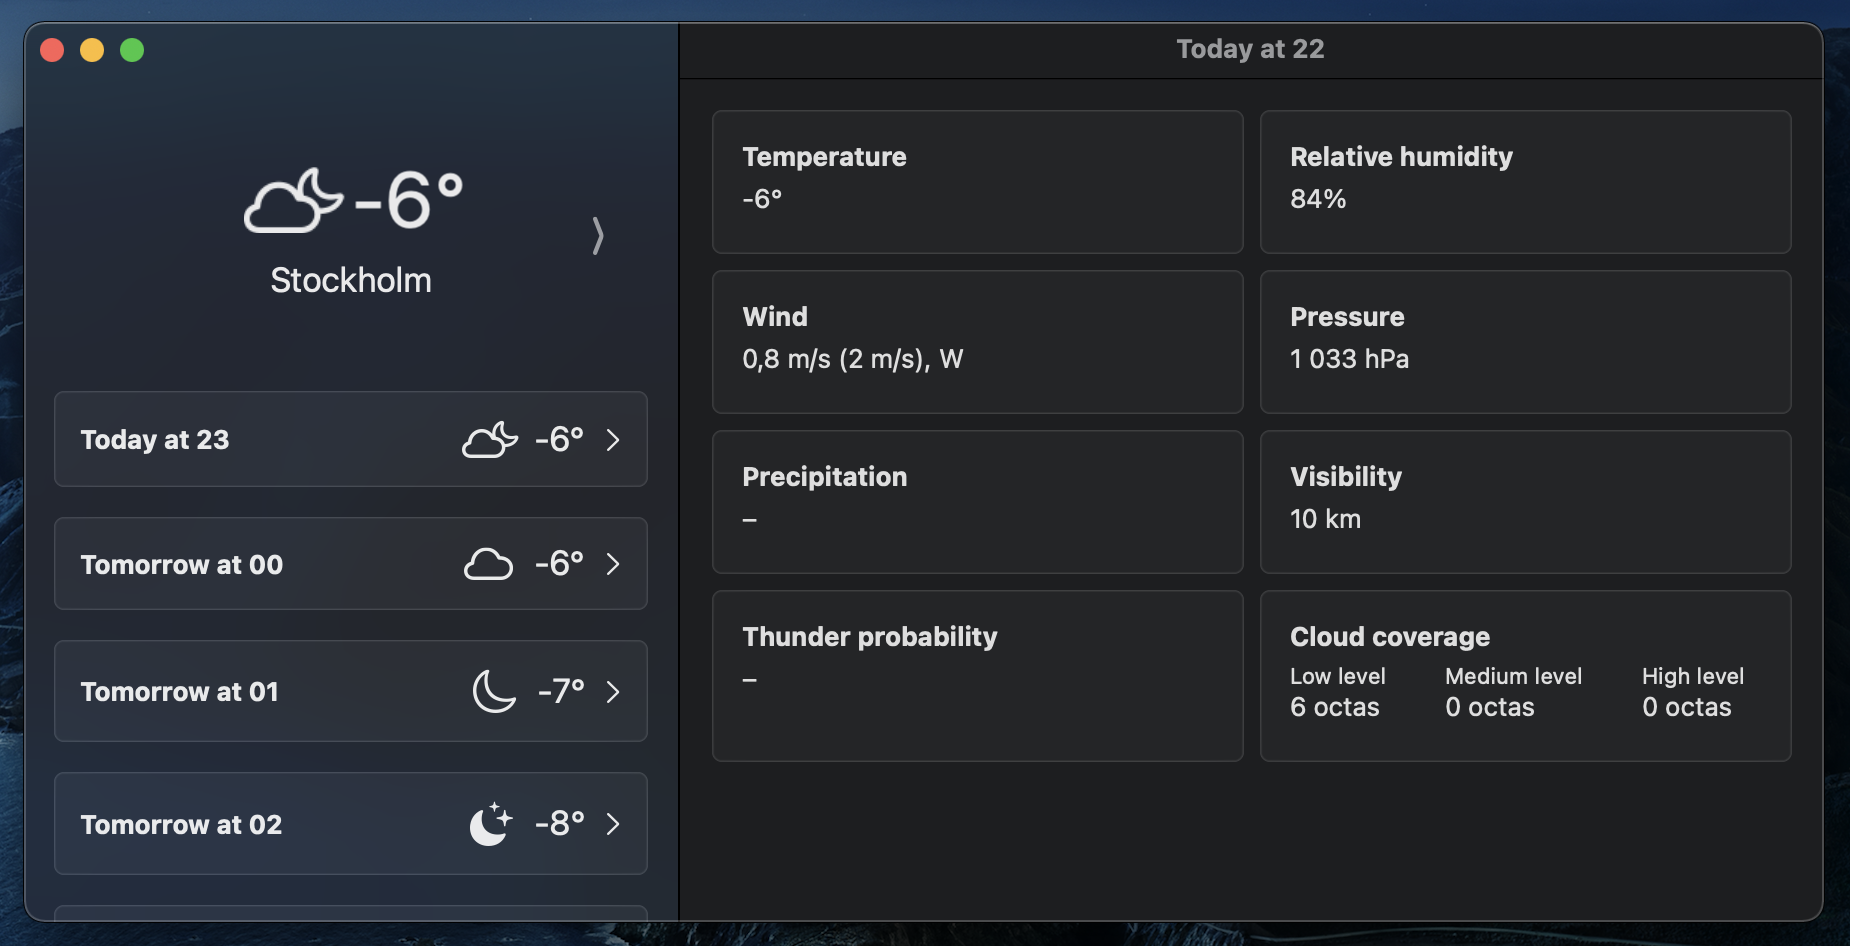 -6°
Stockholm
Today at 23 -6°
Tomorrow at 00 -6°
Tomorrow at 01 -7°
Tomorrow at 02 -8°
Today at 22
Temperature
-6°
Relative humidity
84%
Wind
0,8 m/s (2 m/s), W
Pressure
1 033 hPa
Precipitation
–
Visibility
10 km
Thunder probability
–
Cloud coverage
Low level Medium level High level
6 octas 0 octas 0 octas